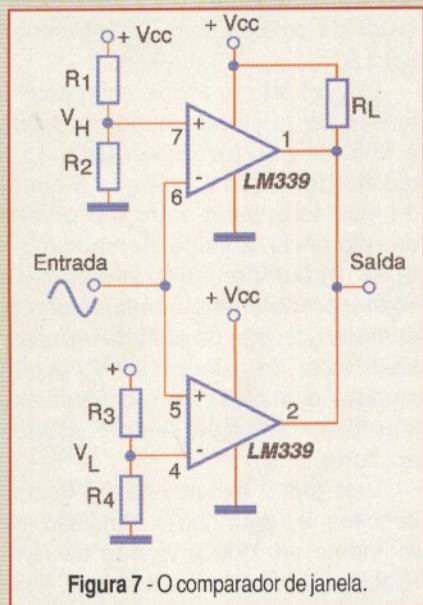 + Vcc
+ Vcc
R1
RL
VH
7
+
1
R2
-
6
LM339
Entrada
Saída
+ Vcc
+
R3
5
+
2
VL
-
4
LM339
R4
Figura 7 - O comparador de janela.